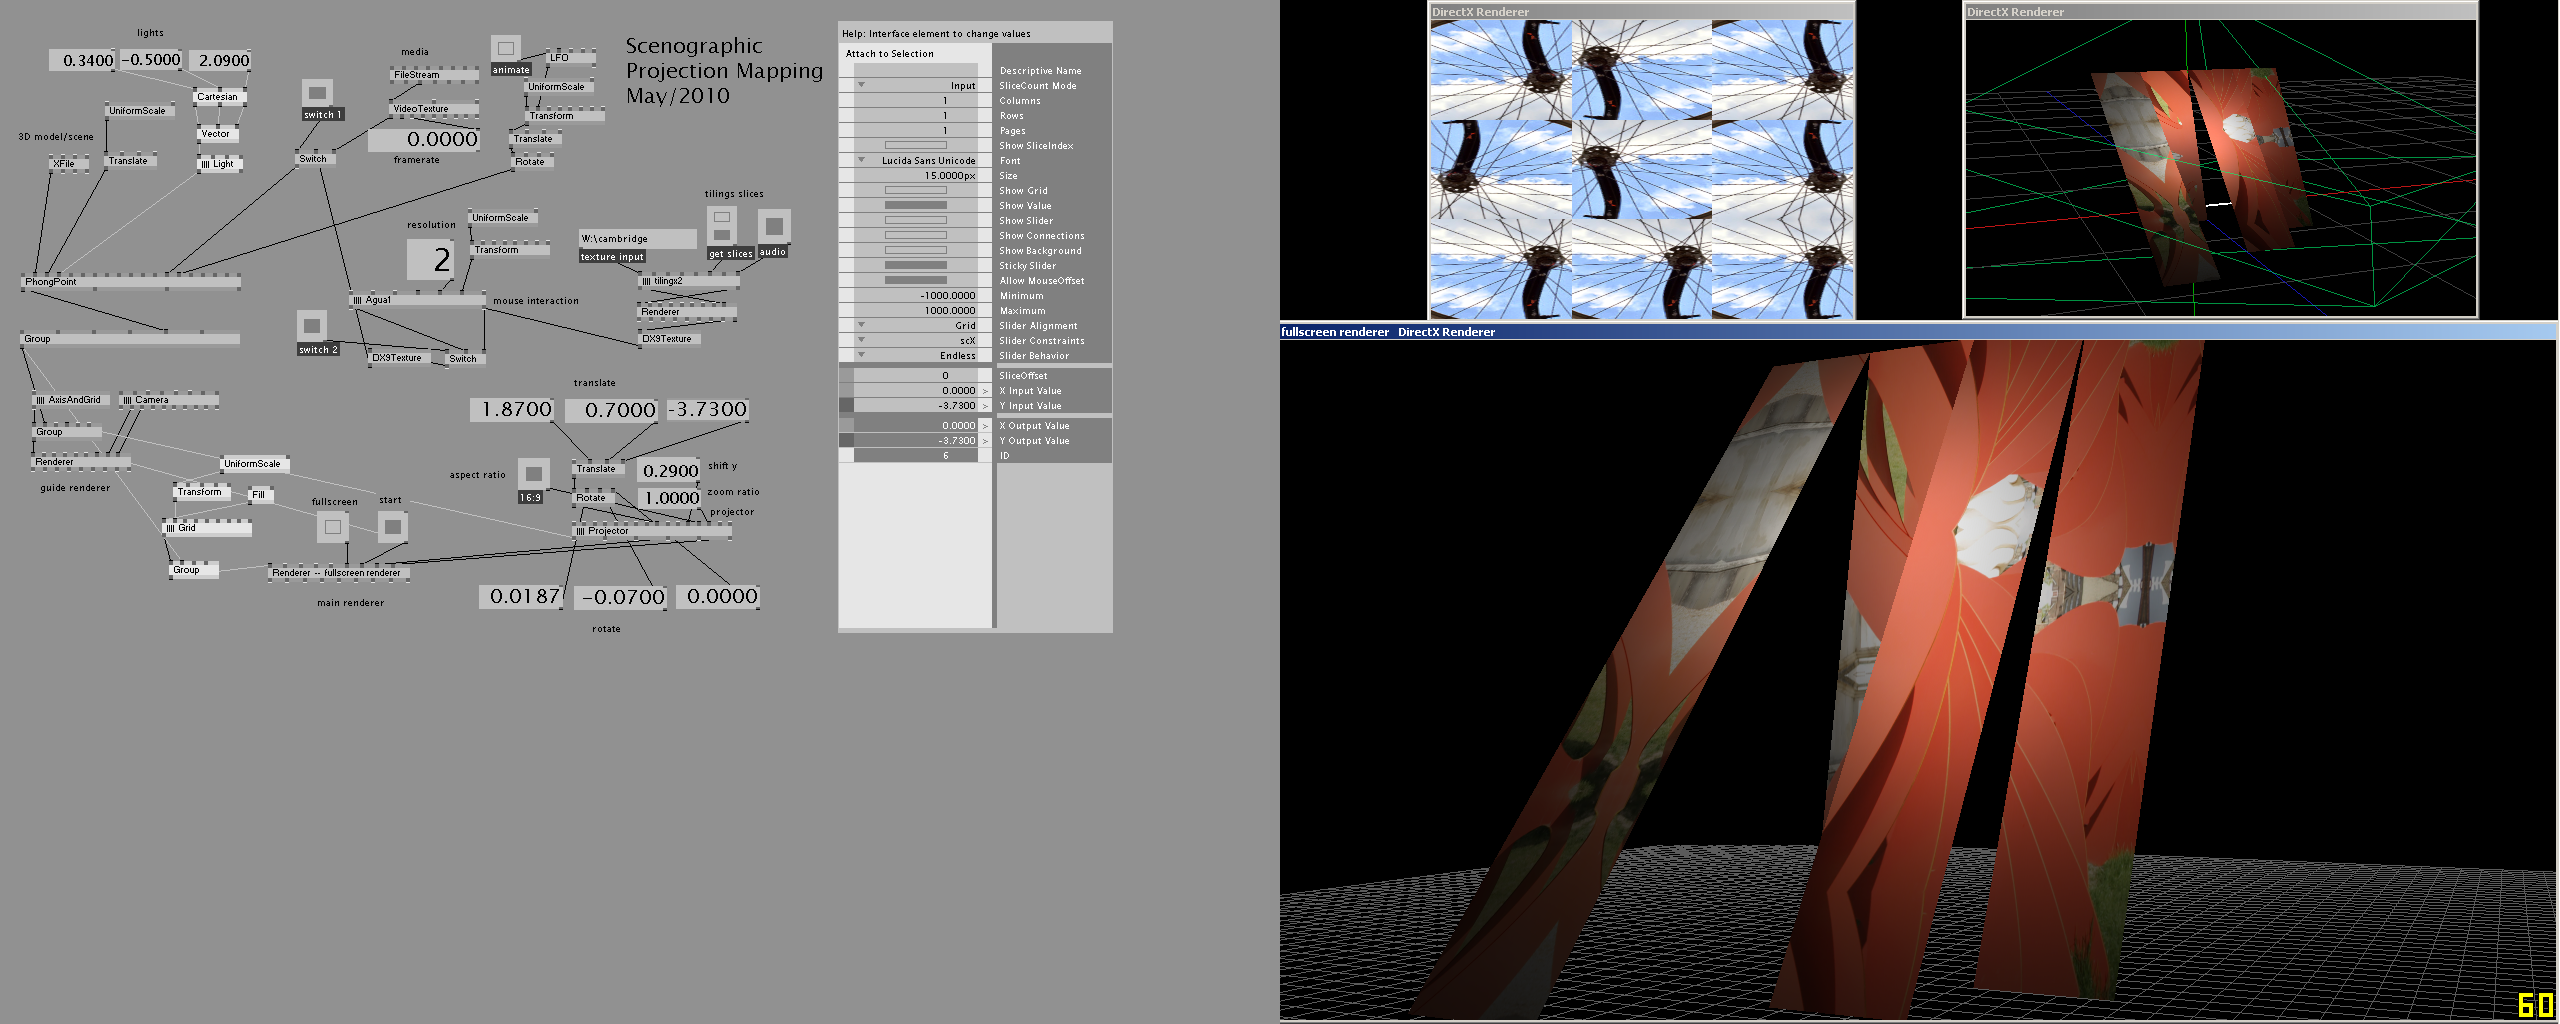 lights
0.3400 -0.5000 2.0900
Cartesian
UniformScale
Vector
3D model/scene
XFile
Translate
Light
switch 1
media
FileStream
VideoTexture
0.0000
framerate
Switch
animate
LFO
UniformScale
Transform
Translate
Rotate
Scenographic
Projection Mapping
May/2010
PhongPoint
Group
resolution
2
UniformScale
Transform
Agua1
mouse interaction
switch 2
DX9Texture
Switch
tilings slices
W:\cambridge
texture input
get slices
audio
tilingx2
Renderer
DX9Texture
AxisAndGrid
Camera
Group
Renderer
guide renderer
UniformScale
Transform
Fill
Grid
Group
fullscreen
start
Renderer -- fullscreen renderer
main renderer
translate
1.8700 0.7000 -3.7300
aspect ratio
16:9
Translate
Rotate
0.2900
shift y
1.0000
zoom ratio
projector
Projector
0.0187 -0.0700 0.0000
rotate
Help: Interface element to change values
Attach to Selection
Descriptive Name
Input SliceCount Mode
1 Columns
1 Rows
1 Pages
Show SliceIndex
Lucida Sans Unicode Font
15.0000px Size
Show Grid
Show Value
Show Slider
Show Connections
Show Background
Sticky Slider
Allow MouseOffset
-1000.0000 Minimum
1000.0000 Maximum
Grid Slider Alignment
scX Slider Constraints
Endless Slider Behavior
0 SliceOffset
0.0000 > X Input Value
-3.7300 > Y Input Value
0.0000 > X Output Value
-3.7300 > Y Output Value
6 ID
DirectX Renderer
DirectX Renderer
fullscreen renderer DirectX Renderer
60